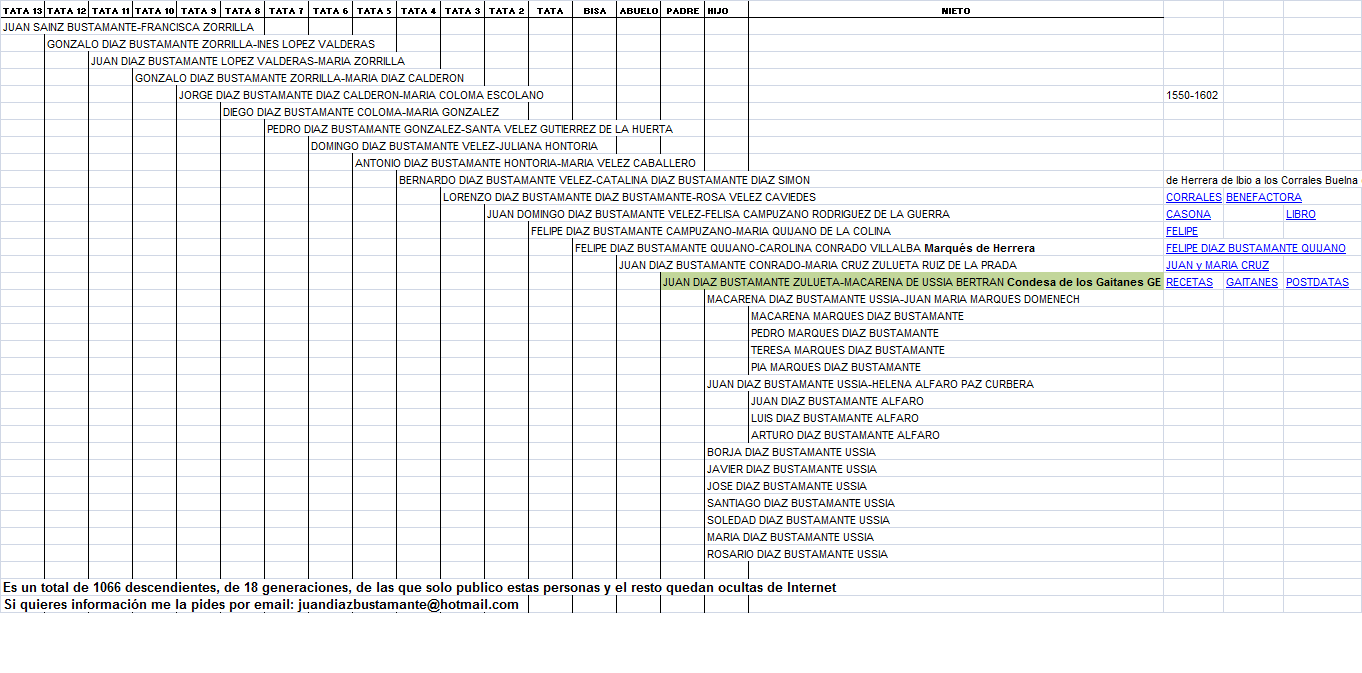 TATA 13 TATA 12 TATA 11 TATA 10 TATA 9 TATA 8 TATA 7 TATA 6 TATA 5 TATA 4 TATA 3 TATA 2 TATA BISA ABUELO PADRE HIJO NIETO
JUAN SAINZ BUSTAMANTE-FRANCISCA ZORRILLA
GONZALO DIAZ BUSTAMANTE ZORRILLA-INES LOPEZ VALDERAS
JUAN DIAZ BUSTAMANTE LOPEZ VALDERAS-MARIA ZORRILLA
GONZALO DIAZ BUSTAMANTE ZORRILLA-MARIA DIAZ CALDERON
JORGE DIAZ BUSTAMANTE DIAZ CALDERON-MARIA COLOMA ESCOLANO 1550-1602
DIEGO DIAZ BUSTAMANTE COLOMA-MARIA GONZALEZ
PEDRO DIAZ BUSTAMANTE GONZALEZ-SANTA VELEZ GUTIERREZ DE LA HUERTA
DOMINGO DIAZ BUSTAMANTE VELEZ-JULIANA HONTORIA
ANTONIO DIAZ BUSTAMANTE HONTORIA-MARIA VELEZ CABALLERO
BERNARDO DIAZ BUSTAMANTE VELEZ-CATALINA DIAZ BUSTAMANTE DIAZ SIMON de Herrera de Ibio a los Corrales Buelna
LORENZO DIAZ BUSTAMANTE DIAZ BUSTAMANTE-ROSA VELEZ CAVIEDES CORRALES BENEFACTORA
JUAN DOMINGO DIAZ BUSTAMANTE VELEZ-FELISA CAMPUZANO RODRIGUEZ DE LA GUERRA CASONA LIBRO
FELIPE DIAZ BUSTAMANTE CAMPUZANO-MARIA QUIJANO DE LA COLINA FELIPE
FELIPE DIAZ BUSTAMANTE QUIJANO-CAROLINA CONRADO VILLALBA Marqués de Herrera FELIPE DIAZ BUSTAMANTE QUIJANO
JUAN DIAZ BUSTAMANTE CONRADO-MARIA CRUZ ZULUETA RUIZ DE LA PRADA JUAN y MARIA CRUZ
JUAN DIAZ BUSTAMANTE ZULUETA-MACARENA DE USSIA BERTRAN Condesa de los Gaitanes GE RECETAS GAITANES POSTDATAS
MACARENA DIAZ BUSTAMANTE USSIA-JUAN MARIA MARQUES DOMENECH
MACARENA MARQUES DIAZ BUSTAMANTE
PEDRO MARQUES DIAZ BUSTAMANTE
TERESA MARQUES DIAZ BUSTAMANTE
PIA MARQUES DIAZ BUSTAMANTE
JUAN DIAZ BUSTAMANTE USSIA-HELENA ALFARO PAZ CURBERA
JUAN DIAZ BUSTAMANTE ALFARO
LUIS DIAZ BUSTAMANTE ALFARO
ARTURO DIAZ BUSTAMANTE ALFARO
BORJA DIAZ BUSTAMANTE USSIA
JAVIER DIAZ BUSTAMANTE USSIA
JOSE DIAZ BUSTAMANTE USSIA
SANTIAGO DIAZ BUSTAMANTE USSIA
SOLEDAD DIAZ BUSTAMANTE USSIA
MARIA DIAZ BUSTAMANTE USSIA
ROSARIO DIAZ BUSTAMANTE USSIA
Es un total de 1066 descendientes, de 18 generaciones, de las que solo publico estas personas y el resto quedan ocultas de Internet
Si quieres información me la pides por email: juandiazbustamante@hotmail.com